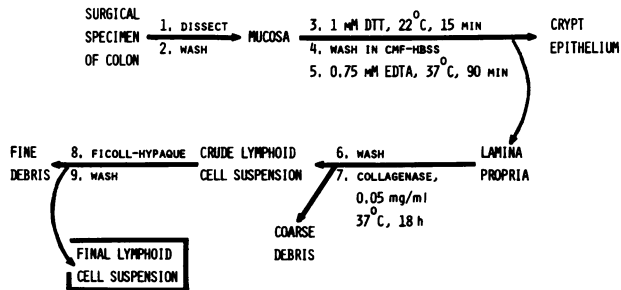 SURGICAL
SPECIMEN
OF COLON
1. DISSECT
2. WASH
MUCOSA
3. 1 mM DTT, 22°C, 15 MIN
4. WASH IN CMF-HBSS
5. 0.75 mM EDTA, 37°C, 90 MIN
CRYPT
EPITHELIUM
LAMINA
PROPRIA
6. WASH
7. COLLAGENASE,
0.05 mg/ml
37°C, 18 h
COARSE
DEBRIS
CRUDE LYMPHOID
CELL SUSPENSION
8. FICOLL-HYPAQUE
9. WASH
FINE
DEBRIS
FINAL LYMPHOID
CELL SUSPENSION